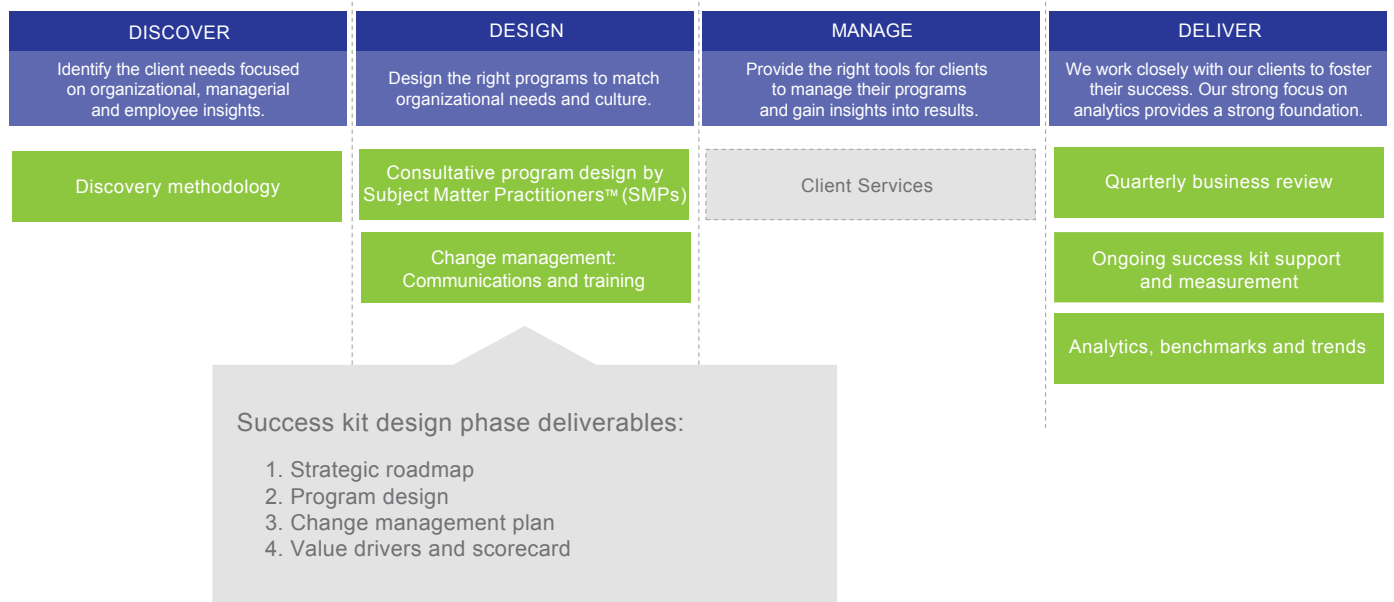 DISCOVER
Identify the client needs focused
on organizational, managerial
and employee insights.
Discovery methodology
DESIGN
Design the right programs to match
organizational needs and culture.
Consultative program design by
Subject Matter Practitioners™ (SMPs)
Change management:
Communications and training
MANAGE
Provide the right tools for clients
to manage their programs
and gain insights into results.
Client Services
DELIVER
We work closely with our clients to foster
their success. Our strong focus on
analytics provides a strong foundation.
Quarterly business review
Ongoing success kit support
and measurement
Analytics, benchmarks and trends
Success kit design phase deliverables:
1. Strategic roadmap
2. Program design
3. Change management plan
4. Value drivers and scorecard